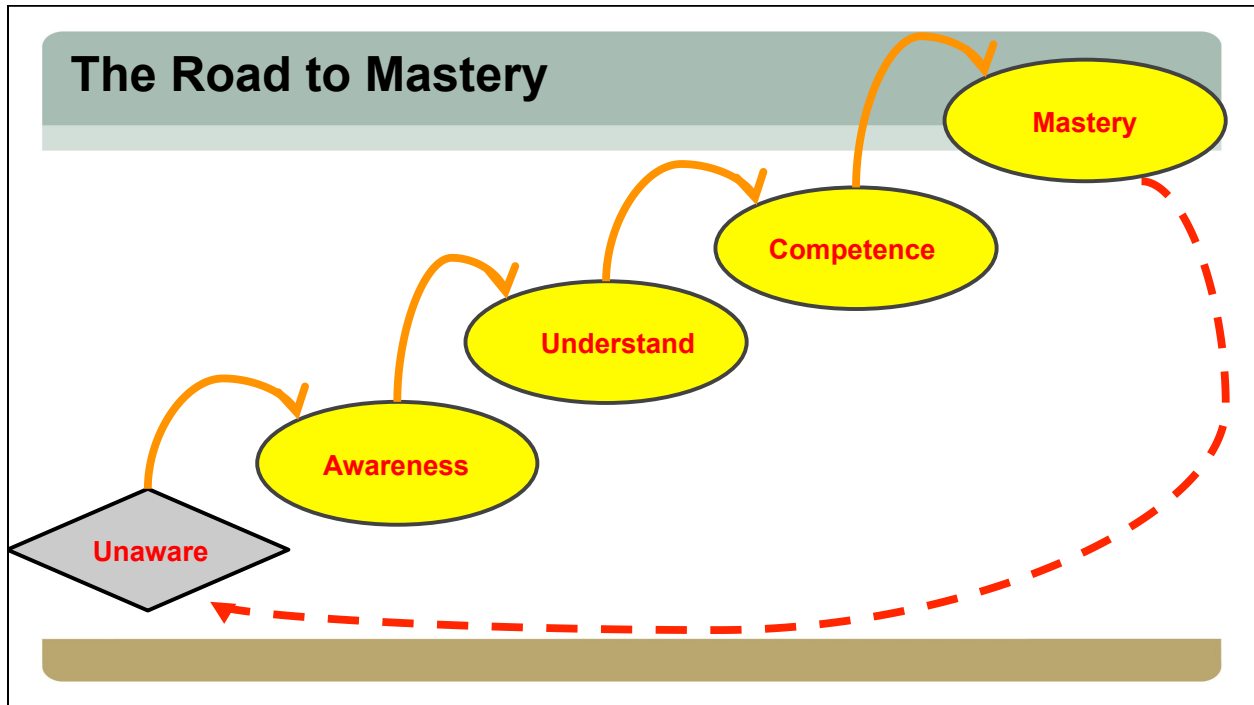 The Road to Mastery
Mastery
Competence
Understand
Awareness
Unaware